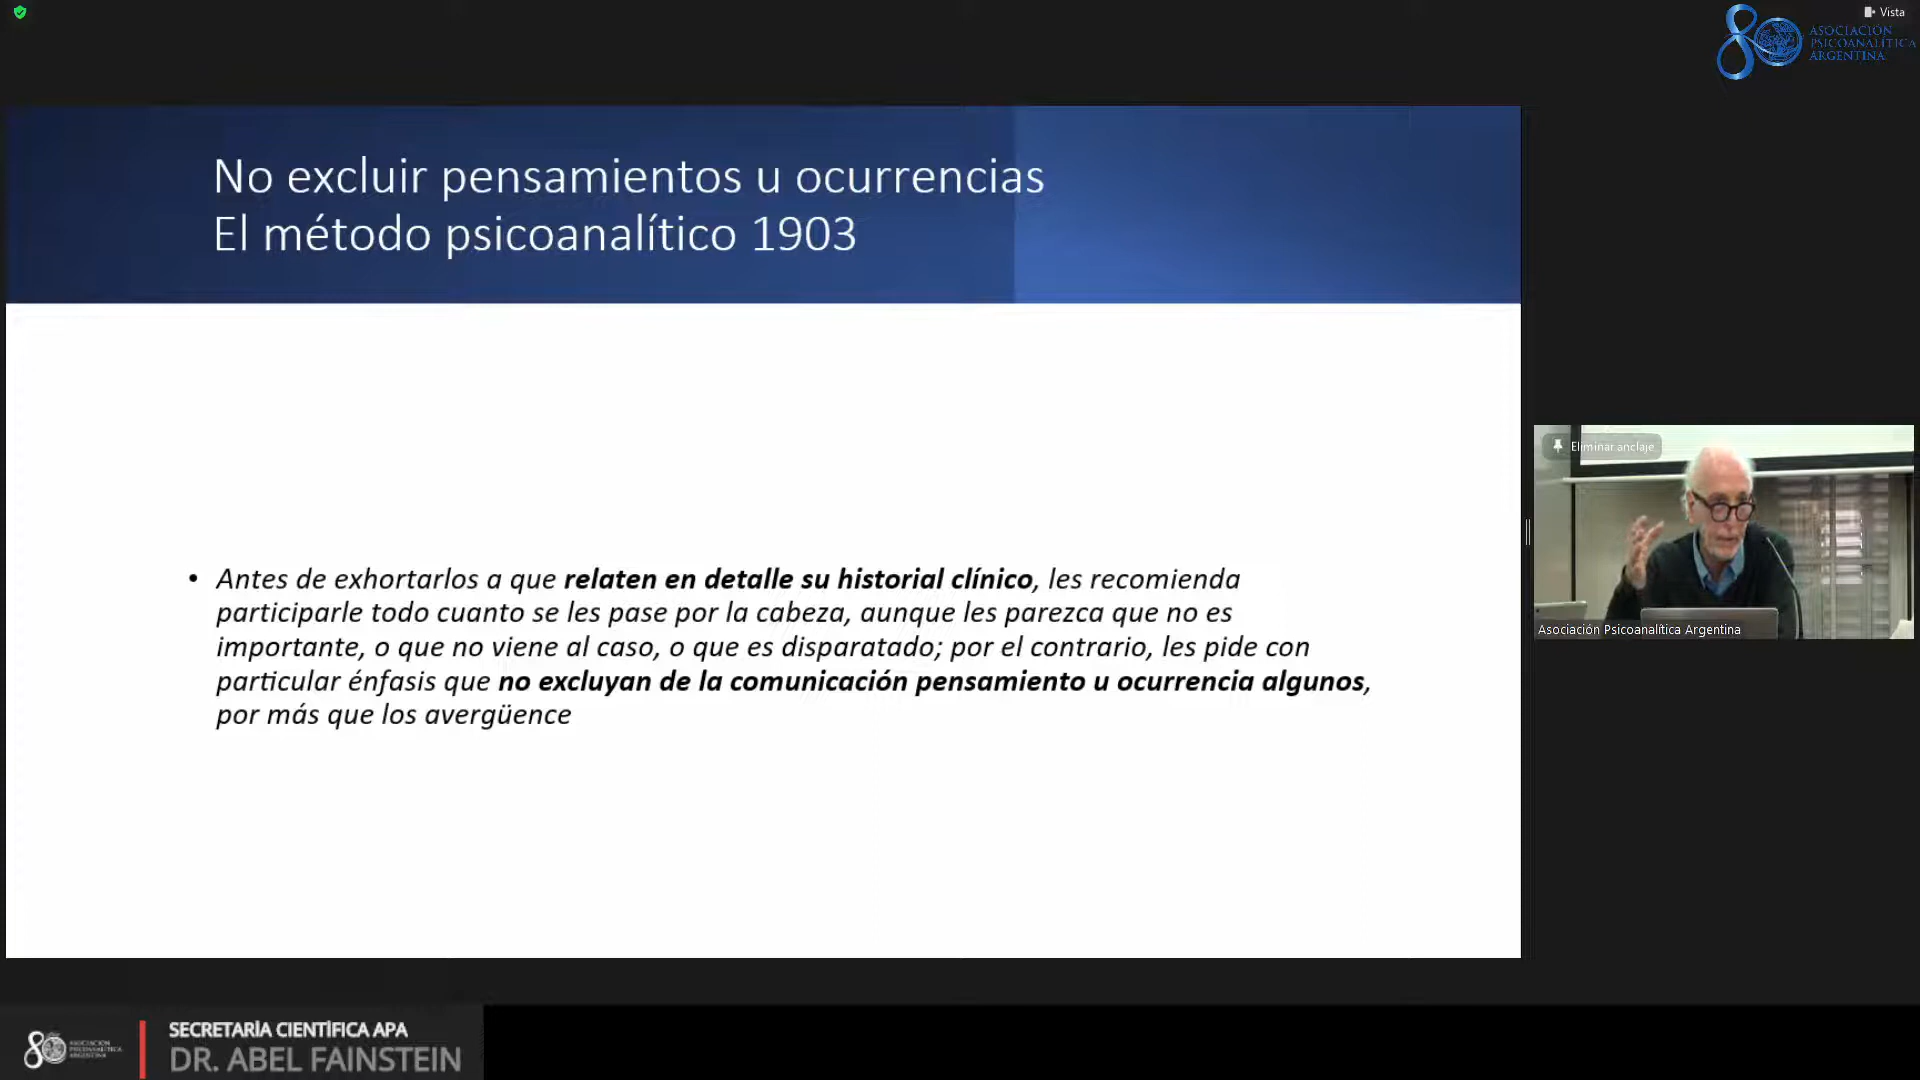 Vista
ASOCIACIÓN
PSICOANALÍTICA
ARGENTINA
No excluir pensamientos u ocurrencias
El método psicoanalítico 1903
• Antes de exhortarlos a que relaten en detalle su historial clínico, les recomienda
participarle todo cuanto se les pase por la cabeza, aunque les parezca que no es
importante, o que no viene al caso, o que es disparatado; por el contrario, les pide con
particular énfasis que no excluyan de la comunicación pensamiento u ocurrencia algunos,
por más que los avergüence
Eliminar anclaje
Asociación Psicoanalítica Argentina
ASOCIACIÓN
PSICOANALÍTICA
ARGENTINA
SECRETARÍA CIENTÍFICA APA
DR. ABEL FAINSTEIN